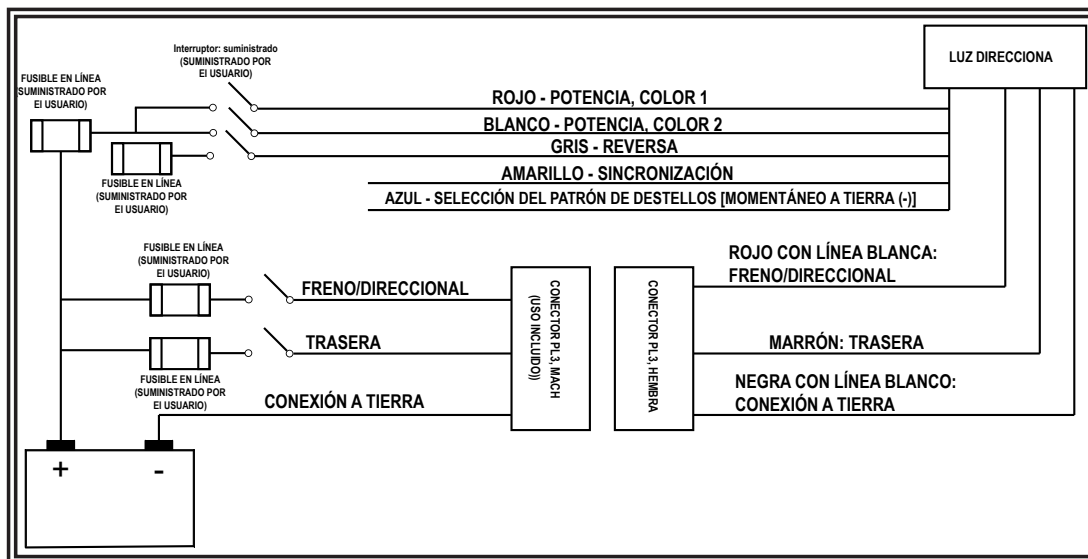 Interruptor: suministrado
(SUMINISTRADO POR
El USUARIO)
FUSIBLE EN LÍNEA
(SUMINISTRADO POR
El USUARIO)
LUZ DIRECCIONA
ROJO - POTENCIA, COLOR 1
BLANCO - POTENCIA, COLOR 2
GRIS - REVERSA
AMARILLO - SINCRONIZACIÓN
AZUL - SELECCIÓN DEL PATRÓN DE DESTELLOS [MOMENTÁNEO A TIERRA (-)]
FUSIBLE EN LÍNEA
(SUMINISTRADO POR
El USUARIO)
FUSIBLE EN LÍNEA
(SUMINISTRADO POR
El USUARIO)
FRENO/DIRECCIONAL
TRASERA
FUSIBLE EN LÍNEA
(SUMINISTRADO POR
El USUARIO)
CONEXIÓN A TIERRA
CONECTOR PL3, MACH
(USO INCLUIDO))
CONECTOR PL3, HEMBRA
ROJO CON LÍNEA BLANCA:
FRENO/DIRECCIONAL
MARRÓN: TRASERA
NEGRA CON LÍNEA BLANCO:
CONEXIÓN A TIERRA
+ -